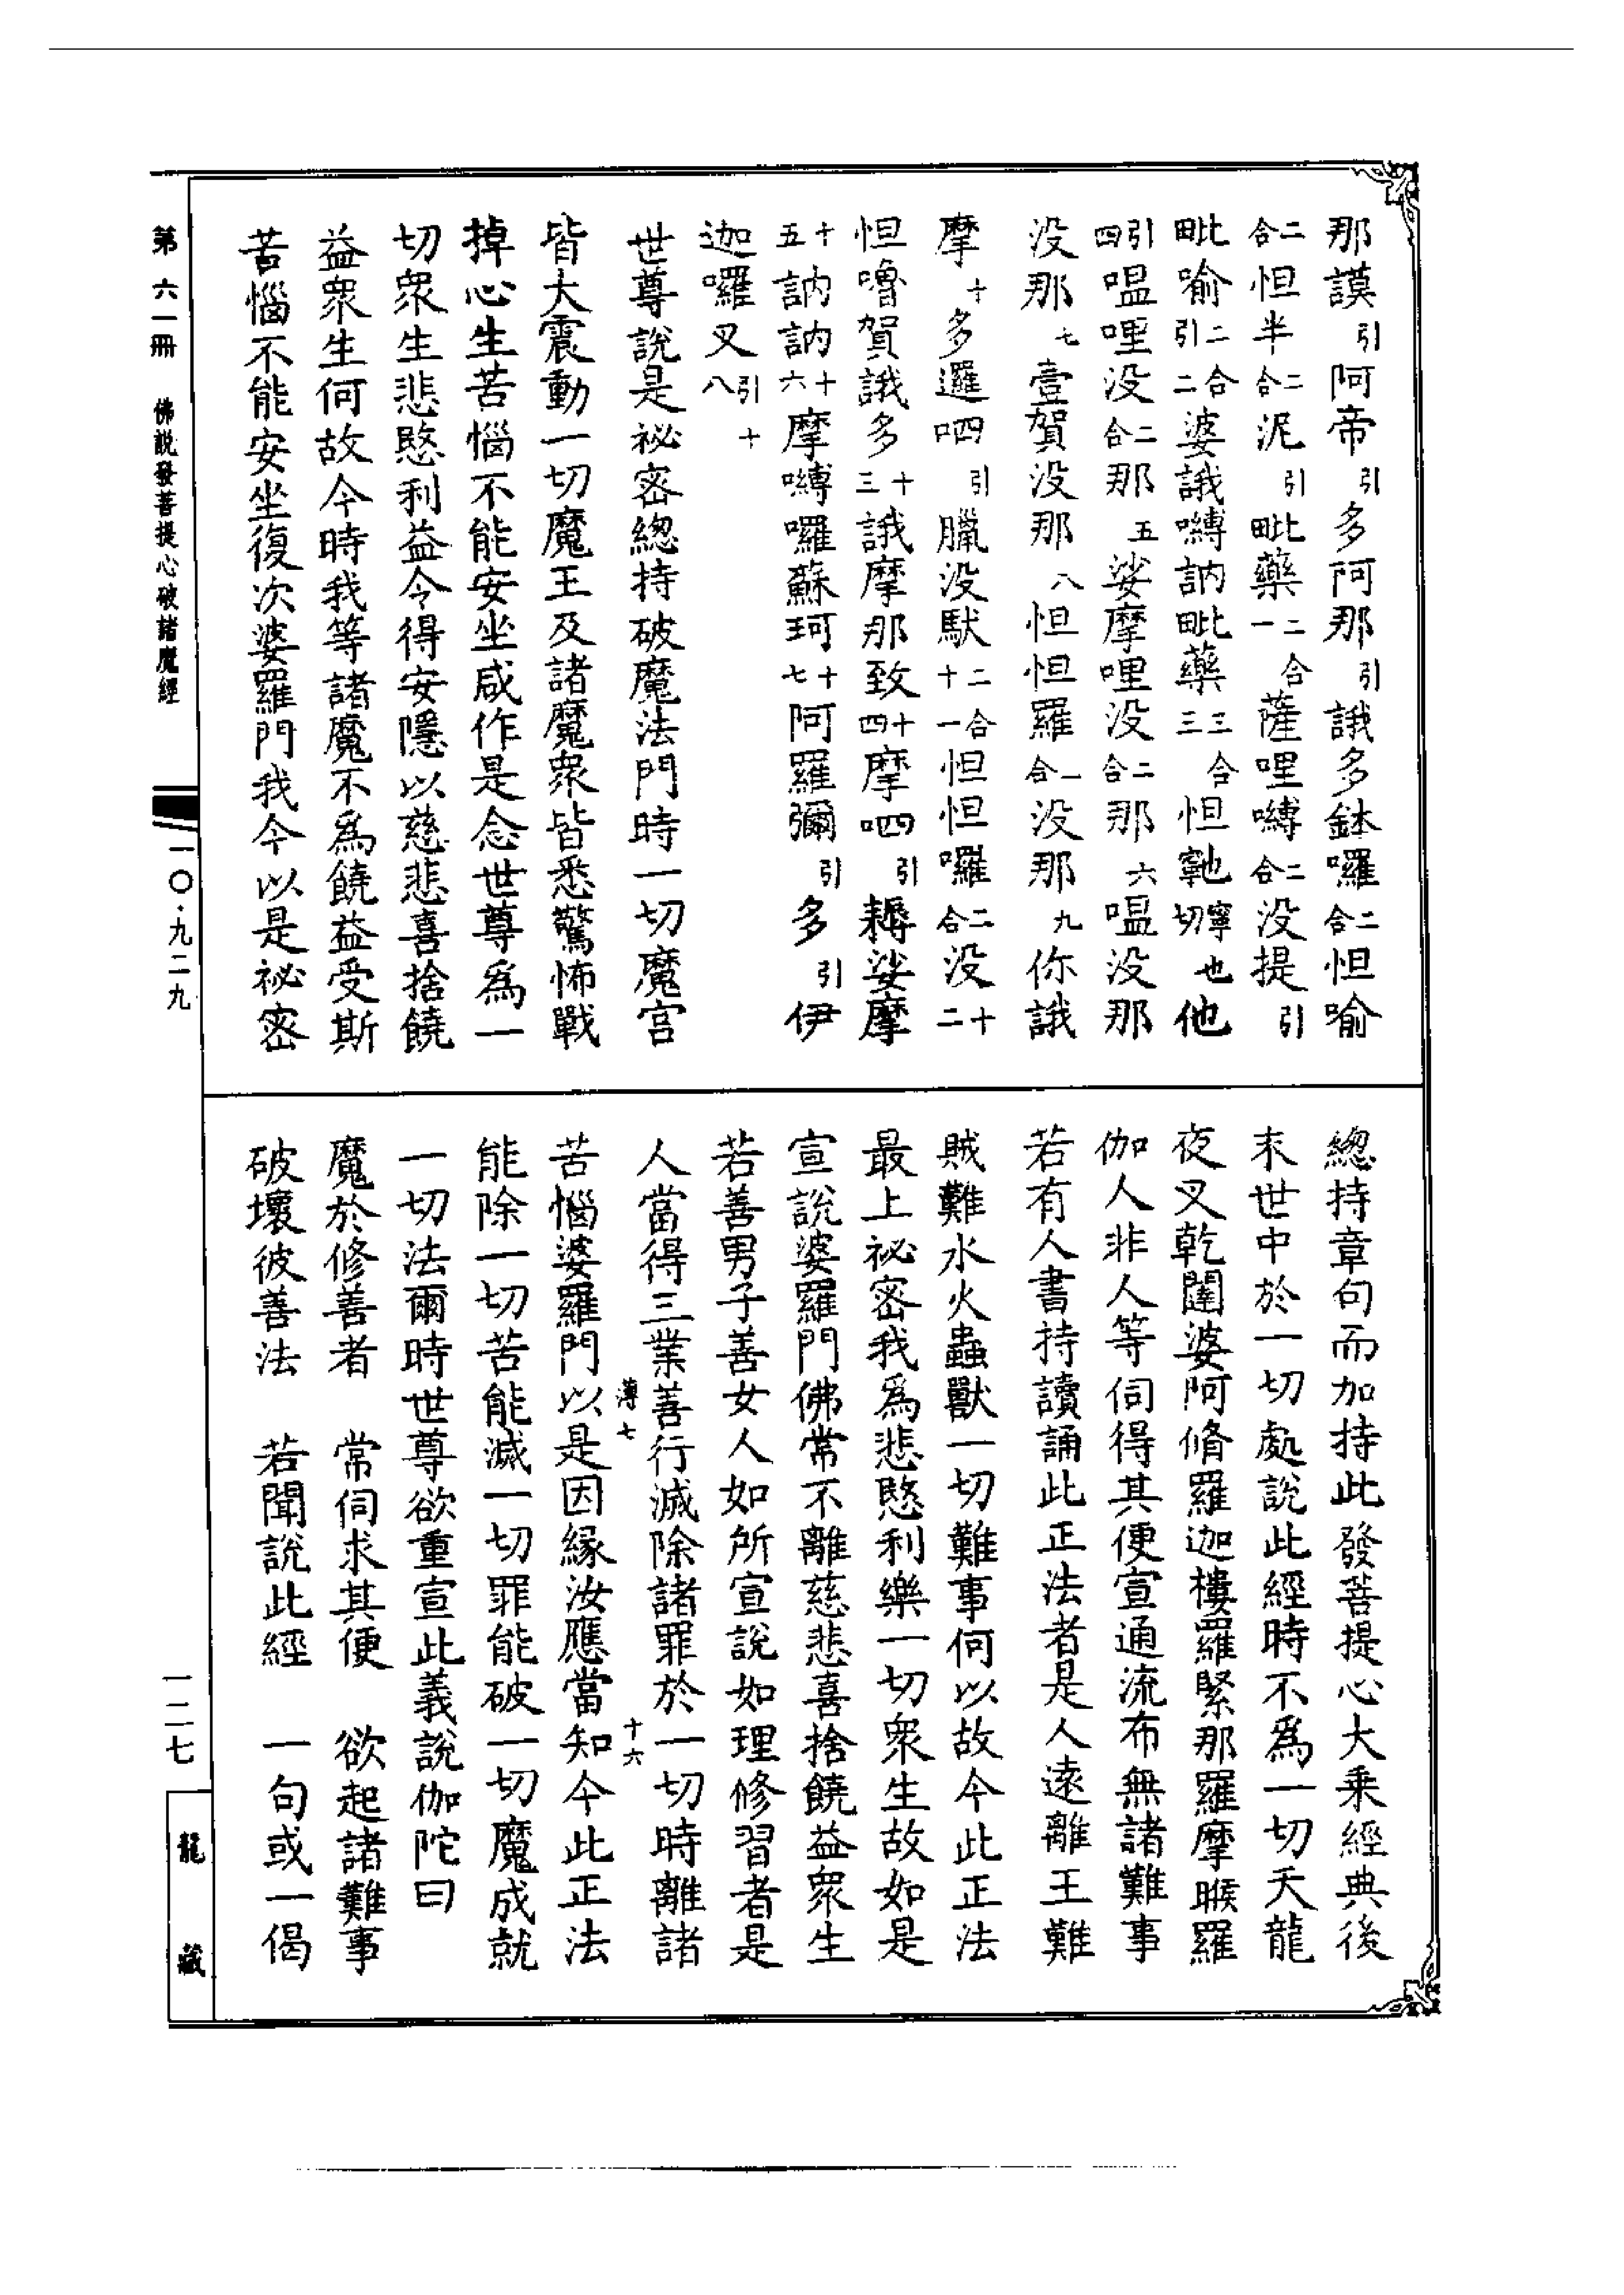 那謨引阿帝引多阿那引誐多鉢囉二合怛喻
二合怛半二合泥引毗藥二合一薩哩嚩二合没提引
毗喻二合引二婆誐嚩訥毗藥三合三怛䆨寧也切他
引四嗢哩没二合那五娑摩哩没二合那六嗢没那
没那七壹賀没那八怛怛羅一合没那九你誐
摩十多邏呬引臘没馱二合十一怛怛囉二合没十二
怛嚕賀誐多十三誐摩那致十四摩呬四引耨娑摩
十五訥訥十六摩嚩囉蘇珂十七阿羅彌引多引伊
迦囉叉引十八
世尊說是祕密緫持破魔法門時一切魔宫
皆大震動一切魔王及諸魔衆皆悉驚怖戰
掉心生苦惱不能安坐咸作是念世尊爲一
切衆生悲愍利益令得安隱以慈悲喜捨饒
益衆生何故今時我等諸魔不爲饒益受斯
苦惱不能安坐復次婆羅門我今以是祕密
緫持章句而加持此發菩提心大乘經典後
末世中於一切處說此經時不爲一切天龍
夜叉乾闥婆阿脩羅迦樓羅緊那羅摩睺羅
伽人非人等伺得其便宣通流布無諸難事
若有人書持讀誦此正法者是人遠離王難
賊難水火蟲獸一切難事何以故今此正法
最上祕密我爲悲愍利樂一切衆生故如是
宣說婆羅門佛常不離慈悲喜捨饒益衆生
若善男子善女人如所宣說如理修習者是
人當得三業善行滅除諸罪於一切時離諸
薄七 十六
苦惱婆羅門以是因緣汝應當知今此正法
能除一切苦能滅一切罪能破一切魔成就
一切法爾時世尊欲重宣此義說伽陀曰
魔於修善者 常伺求其便 欲起諸難事
破壞彼善法 若聞說此經 一句或一偈
第六一冊 佛說發菩提心破諸魔經
一〇·九二九
一二七
龍藏